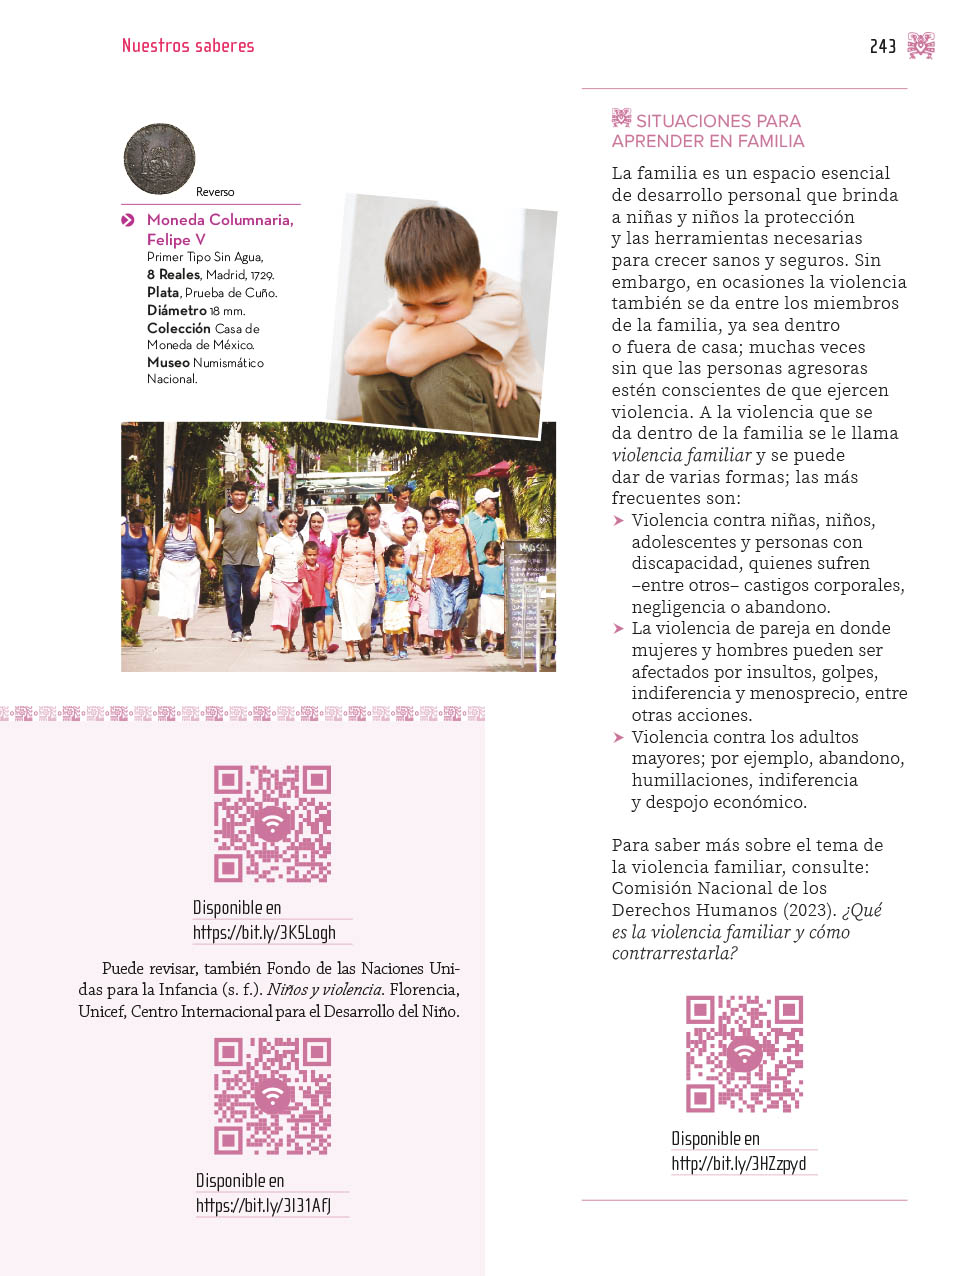 Nuestros saberes
243
Reverso
Moneda Columnaria,
Felipe V
Primer Tipo Sin Agua,
8 Reales, Madrid, 1729.
Plata, Prueba de Cuño.
Diámetro 18 mm.
Colección Casa de
Moneda de México.
Museo Numismático
Nacional.
Disponible en
https://bit.ly/3K5Logh
Puede revisar, también Fondo de las Naciones Uni-
das para la Infancia (s. f.). Niños y violencia. Florencia,
Unicef, Centro Internacional para el Desarrollo del Niño.
Disponible en
https://bit.ly/3I31AfJ
SITUACIONES PARA
APRENDER EN FAMILIA
La familia es un espacio esencial
de desarrollo personal que brinda
a niñas y niños la protección
y las herramientas necesarias
para crecer sanos y seguros. Sin
embargo, en ocasiones la violencia
también se da entre los miembros
de la familia, ya sea dentro
o fuera de casa; muchas veces
sin que las personas agresoras
estén conscientes de que ejercen
violencia. A la violencia que se
da dentro de la familia se le llama
violencia familiar y se puede
dar de varias formas; las más
frecuentes son:
➤ Violencia contra niñas, niños,
adolescentes y personas con
discapacidad, quienes sufren
–entre otros– castigos corporales,
negligencia o abandono.
➤ La violencia de pareja en donde
mujeres y hombres pueden ser
afectados por insultos, golpes,
indiferencia y menosprecio, entre
otras acciones.
➤ Violencia contra los adultos
mayores; por ejemplo, abandono,
humillaciones, indiferencia
y despojo económico.
Para saber más sobre el tema de
la violencia familiar, consulte:
Comisión Nacional de los
Derechos Humanos (2023). ¿Qué
es la violencia familiar y cómo
contrarrestarla?
Disponible en
http://bit.ly/3HZzpyd